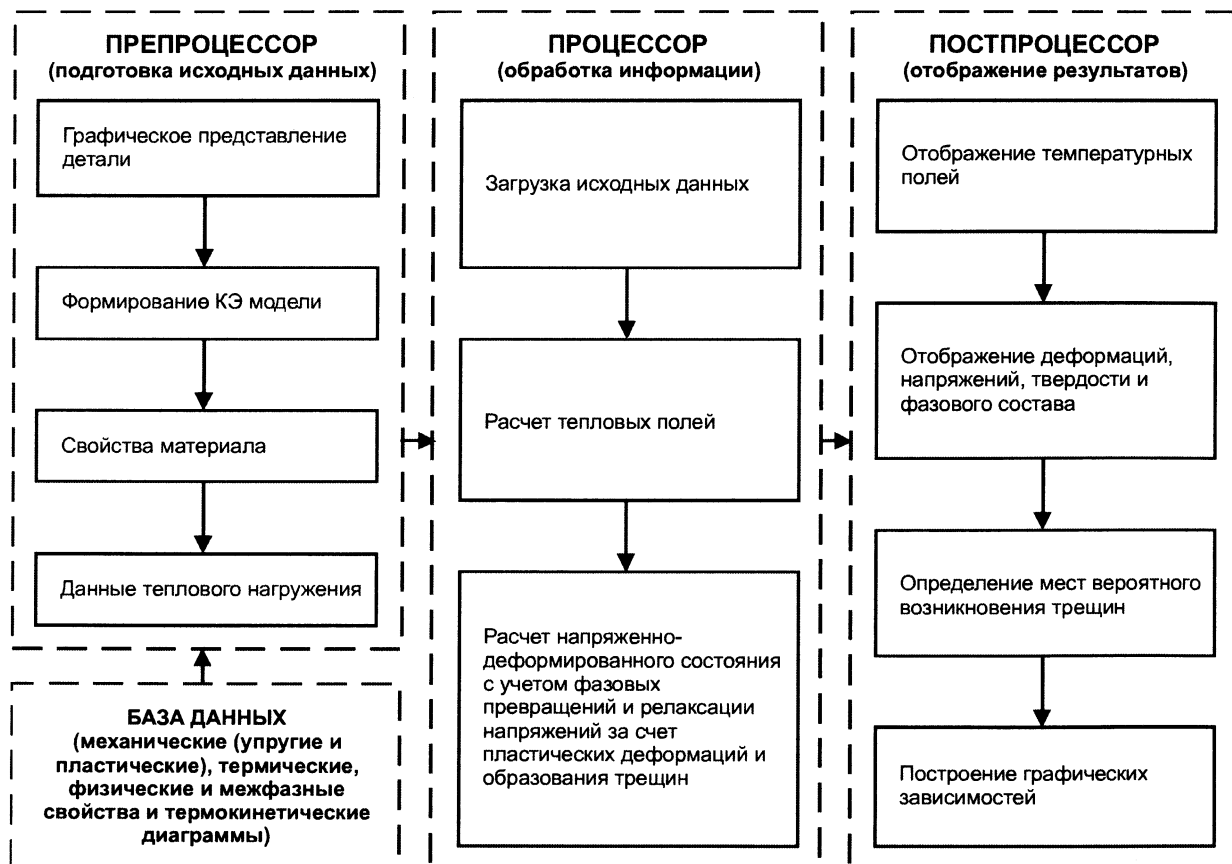 ПРЕПРОЦЕССОР
(подготовка исходных данных)
Графическое представление
детали
Формирование КЭ модели
Свойства материала
Данные теплового нагружения
БАЗА ДАННЫХ
(механические (упругие и
пластические), термические,
физические и межфазные
свойства и термокинетические
диаграммы)
ПРОЦЕССОР
(обработка информации)
Загрузка исходных данных
Расчет тепловых полей
Расчет напряженно-
деформированного состояния
с учетом фазовых
превращений и релаксации
напряжений за счет
пластических деформаций и
образования трещин
ПОСТПРОЦЕССОР
(отображение результатов)
Отображение температурных
полей
Отображение деформаций,
напряжений, твердости и
фазового состава
Определение мест вероятного
возникновения трещин
Построение графических
зависимостей